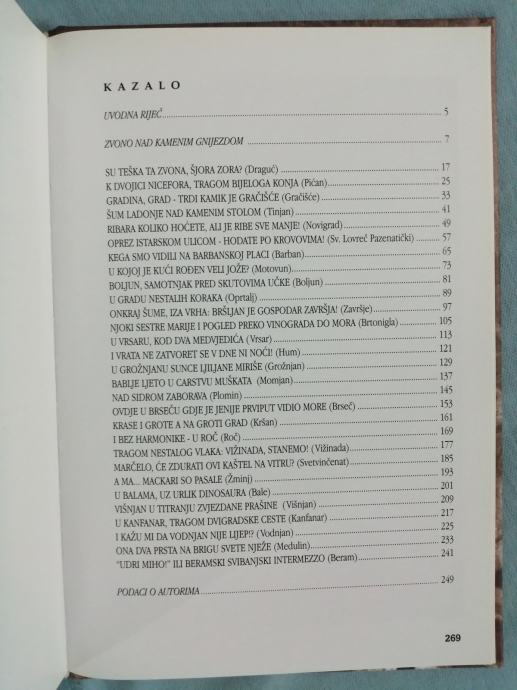 KAZALO
UVODNA RIJEČ 5
ZVONO NAD KAMENIM GNIJEZDOM 7
SU TEŠKA TA ZVONA, ŠJORA ZORA? (Draguć) 17
K DVOJICI NICEFORA, TRAGOM BIJELOGA KONJA (Pićan) 25
GRADINA, GRAD - TRDI KAMIK JE GRAČIŠĆE (Gračišće) 33
ŠUM LADONJE NAD KAMENIM STOLOM (Tinjan) 41
RIBARA KOLIKO HOĆETE, ALI JE RIBE SVE MANJE! (Novigrad) 49
OPREZ ISTARSKOM ULICOM - HODATE PO KROVOVIMA! (Sv. Lovreč Pazenatički) 57
KEGA SMO VIDILI NA BARBANSKOJ PLACI (Barban) 65
U KOJOJ JE KUĆI ROĐEN VELI JOŽE? (Motovun) 73
BOLJUN, SAMOTNJAK PRED SKUTOVIMA UČKE (Boljun) 81
U GRADU NESTALIH KORAKA (Oprtalj) 89
ONKRAJ ŠUME, IZA VRHA: BRŠLJAN JE GOSPODAR ZAVRŠJA! (Završje) 97
NJOKI SESTRE MARIJE I POGLED PREKO VINOGRADA DO MORA (Brtonigla) 105
U VRSARU, KOD DVA MEDVJEDIĆA (Vrsar) 113
I VRATA NE ZATVORET SE V DNE NI NOĆI! (Hum) 121
U GROŽNJANU SUNCE LJILJANE MIRIŠE (Grožnjan) 129
BABLJE LJETO U CARSTVU MUŠKATA (Momjan) 137
NAD SIDROM ZABORAVA (Plomin) 145
OVDJE U BRSEČU GDJE JE JENIJE PRVIPUT VIDIO MORE (Brseč) 153
KRASE I GROTE A NA GROTI GRAD (Kršan) 161
I BEZ HARMONIKE - U ROČ (Roč) 169
TRAGOM NESTALOG VLAKA: VIŽINADA, STANEMO! (Vižinada) 177
MARČELO, ĆE ZDURATI OVI KAŠTEL NA VITRU? (Svetvinčenat) 185
A MA... MAČKARI SO PASALE (Žminj) 193
U BALAMA, UZ URLIK DINOSAURA (Bale) 201
VIŠNJAN U TITRANJU ZVJEZDANE PRAŠINE (Višnjan) 209
U KANFANAR, TRAGOM DVIGRADSKE CESTE (Kanfanar) 217
I KAŽU MI DA VODNJAN NIJE LIJEP!? (Vodnjan) 225
ONA DVA PRSTA NA BRIGU SVETE NJEŽE (Medulin) 233
"UDRI MIHO!" ILI BERAMSKI SVIBANJSKI INTERMEZZO (Beram) 241
PODACI O AUTORIMA 249
269